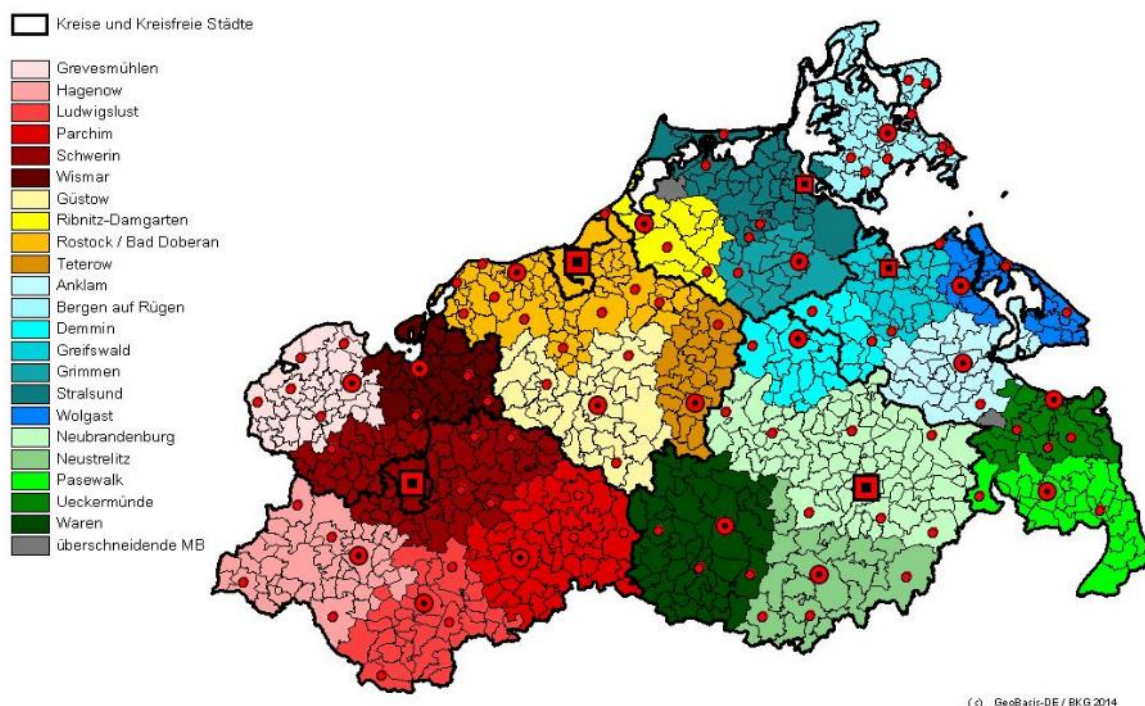 Kreise und Kreisfreie Städte
Grevesmühlen
Hagenow
Ludwigslust
Parchim
Schwerin
Wismar
Güstow
Ribnitz-Damgarten
Rostock / Bad Doberan
Teterow
Anklam
Bergen auf Rügen
Demmin
Greifswald
Grimmen
Stralsund
Wolgast
Neubrandenburg
Neustrelitz
Pasewalk
Ueckermünde
Waren
überschneidende MB
(c) GeoBasis-DE / BKG 2014